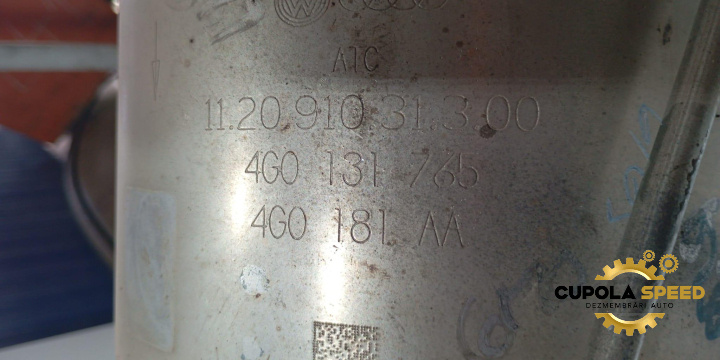 ATC
11.20.910.31.3.00
4G0 131 765
4G0 181 AA
CUPOLA SPEED
DEZMEMBRĂRI AUTO